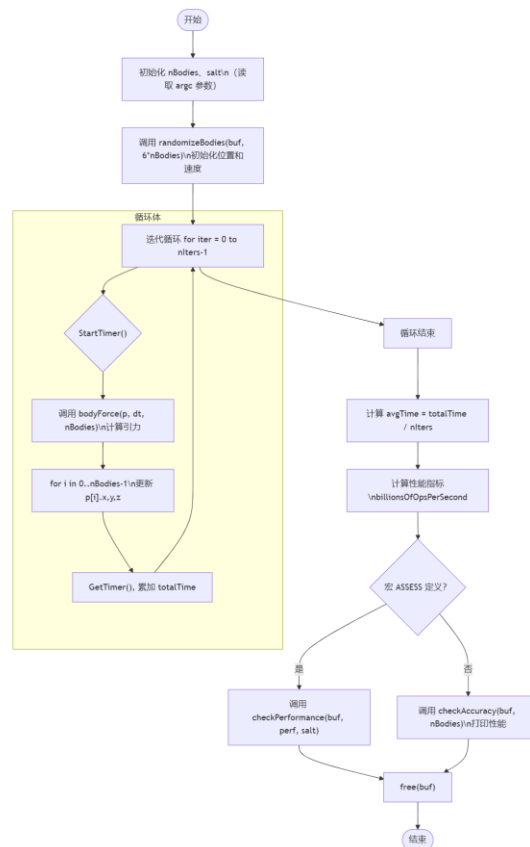 开始
初始化 nBodies、salt\n（读
取 argc 参数）
调用 randomizeBodies(buf,
6*nBodies)\n初始化位置和
速度
循环体
迭代循环 for iter = 0 to
nIters-1
StartTimer()
循环结束
调用 bodyForce(p, dt,
nBodies)\n计算引力
计算 avgTime = totalTime
/ nIters
for i in 0..nBodies-1\n更新
p[i].x,y,z
计算性能指标
\nbillionsOfOpsPerSecond
GetTimer(), 累加 totalTime
宏 ASSESS 定义?
是
否
调用
checkPerformance(buf,
perf, salt)
调用 checkAccuracy(buf,
nBodies)\n打印性能
free(buf)
结束